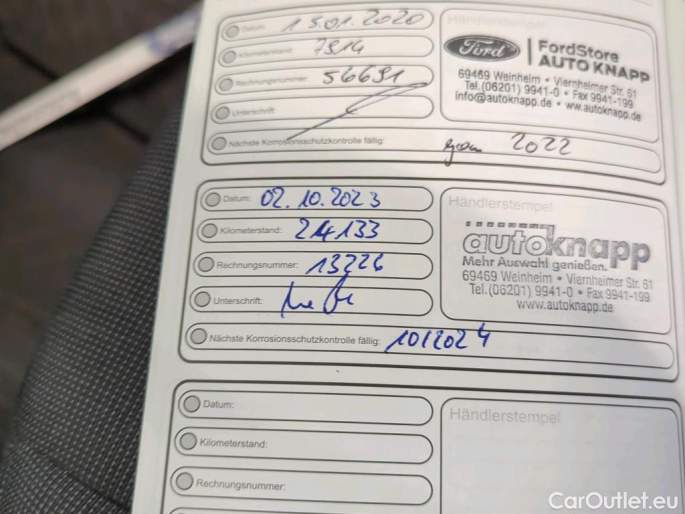 Datum: 15.01.2020
Kilometerstand: 7914
Rechnungsnummer: 56691
Unterschrift:
Nächste Korrosionsschutzkontrolle fällig: 2022
Händlerstempel
Ford
FordStore
AUTO KNAPP
69469 Weinheim • Viernheimer Str. 61
Tel. (06201) 9941-0 • Fax 9941-199
info@autoknapp.de • www.autoknapp.de
Datum: 02.10.2023
Kilometerstand: 24133
Rechnungsnummer: 13226
Unterschrift:
Nächste Korrosionsschutzkontrolle fällig: 10/2024
Händlerstempel
autoknapp
Mehr Auswahl genießen.
69469 Weinheim • Viernheimer Str. 61
Tel. (06201) 9941-0 • Fax 9941-199
www.autoknapp.de
Datum:
Kilometerstand:
Rechnungsnummer:
Händlerstempel
CarOutlet.eu